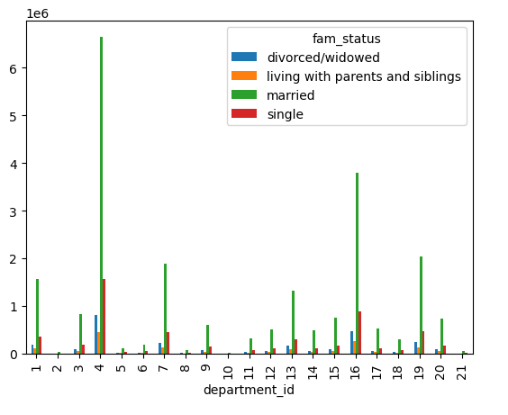 1e6
fam_status
divorced/widowed
living with parents and siblings
married
single
6
5
4
3
2
1
0
1 2 3 4 5 6 7 8 9 10 11 12 13 14 15 16 17 18 19 20 21
department_id